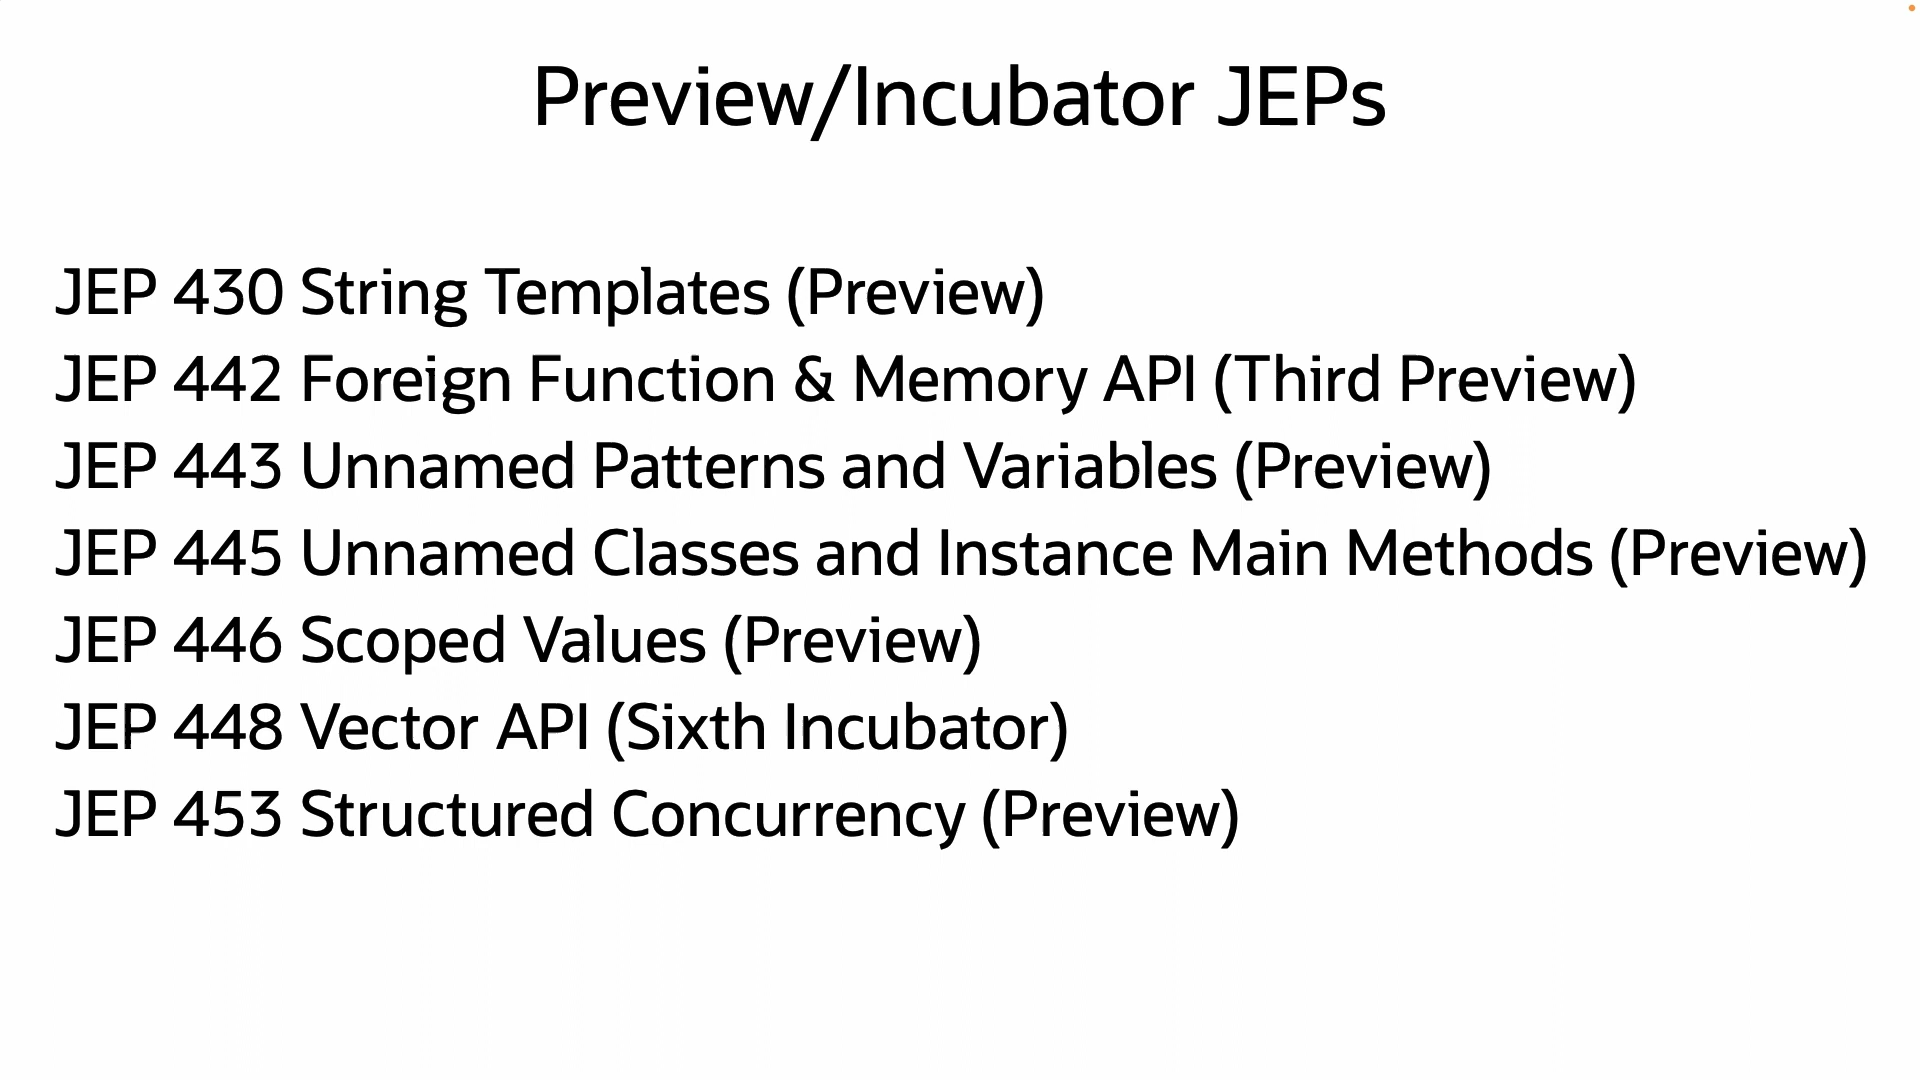 Preview/Incubator JEPs
JEP 430 String Templates (Preview)
JEP 442 Foreign Function & Memory API (Third Preview)
JEP 443 Unnamed Patterns and Variables (Preview)
JEP 445 Unnamed Classes and Instance Main Methods (Preview)
JEP 446 Scoped Values (Preview)
JEP 448 Vector API (Sixth Incubator)
JEP 453 Structured Concurrency (Preview)